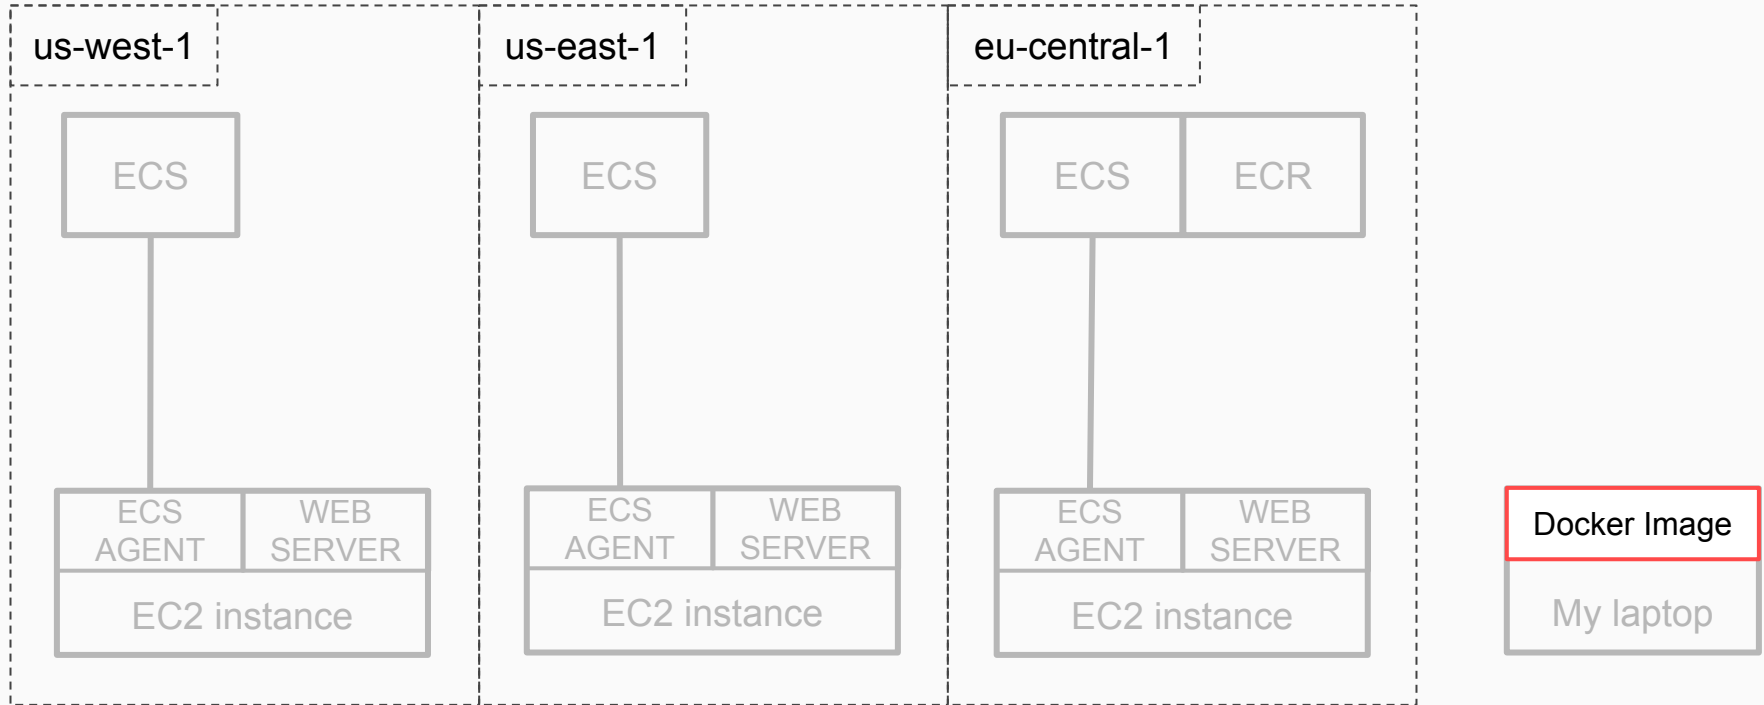 us-west-1
us-east-1
eu-central-1
ECS
ECS
ECS
ECR
ECS
AGENT
WEB
SERVER
EC2 instance
ECS
AGENT
WEB
SERVER
EC2 instance
ECS
AGENT
WEB
SERVER
EC2 instance
Docker Image
My laptop